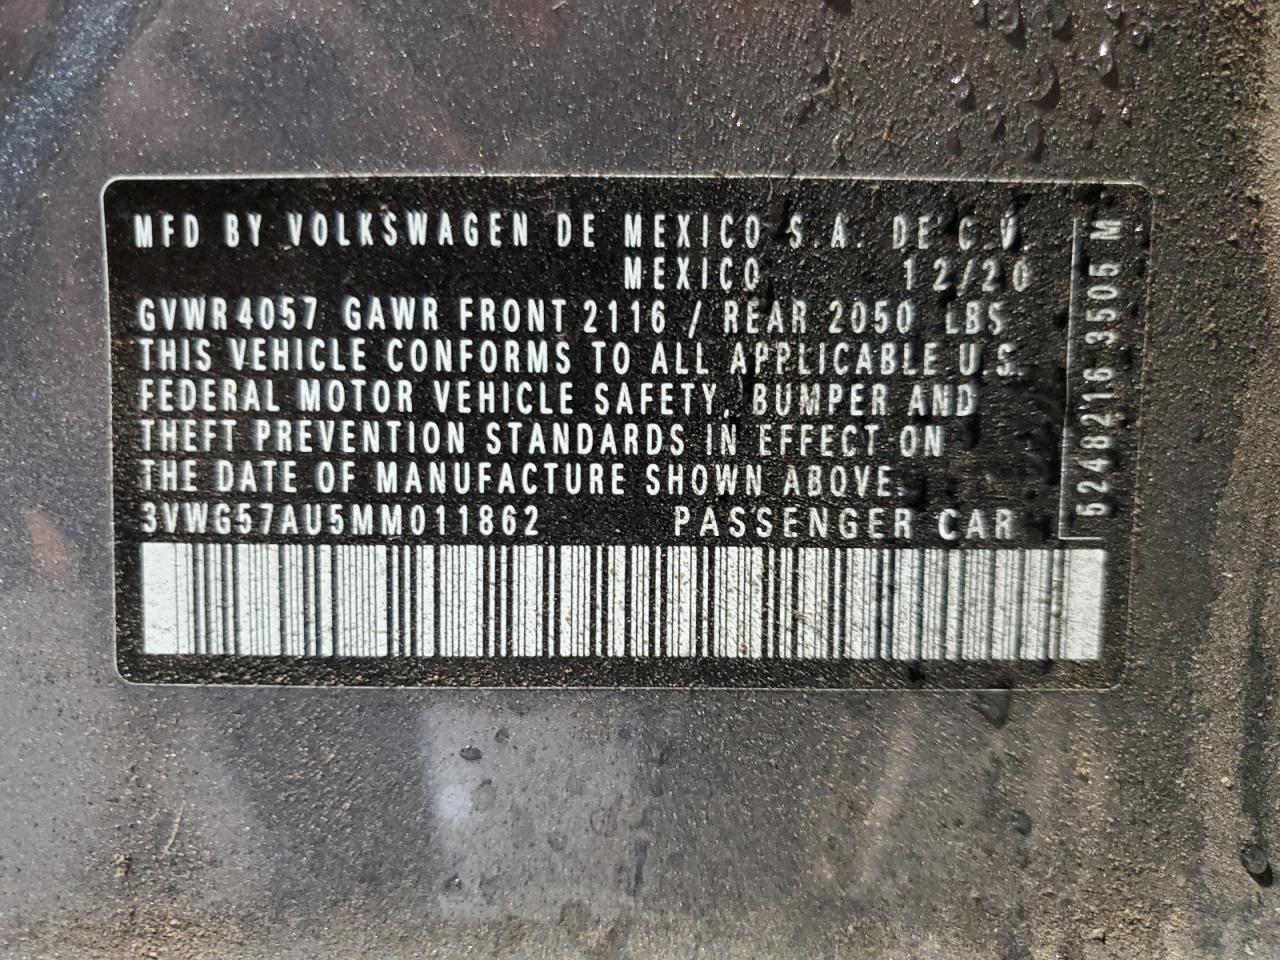 MFD BY VOLKSWAGEN DE MEXICO S.A. DE C.V.
MEXICO 12/20
GVWR 4057 GAWR FRONT 2116 / REAR 2050 LBS
THIS VEHICLE CONFORMS TO ALL APPLICABLE U.S.
FEDERAL MOTOR VEHICLE SAFETY, BUMPER AND
THEFT PREVENTION STANDARDS IN EFFECT ON
THE DATE OF MANUFACTURE SHOWN ABOVE.
3VWG57AU5MM011862 PASSENGER CAR
5248216 3505 M